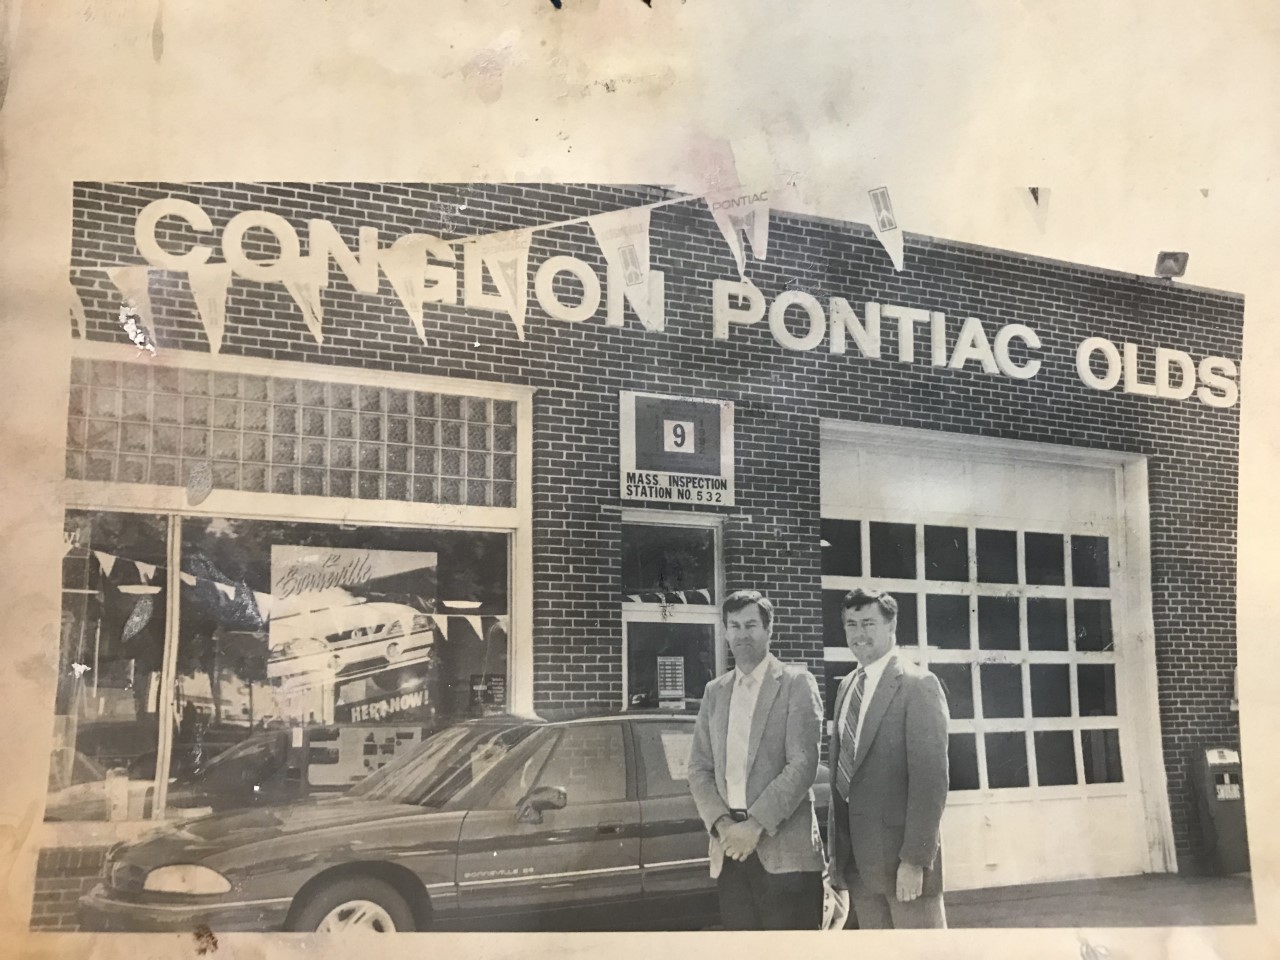 CONGDON PONTIAC OLDS
PONTIAC
9
MASS. INSPECTION
STATION NO. 532
Bonneville
HERE NOW!
BONNEVILLE SE